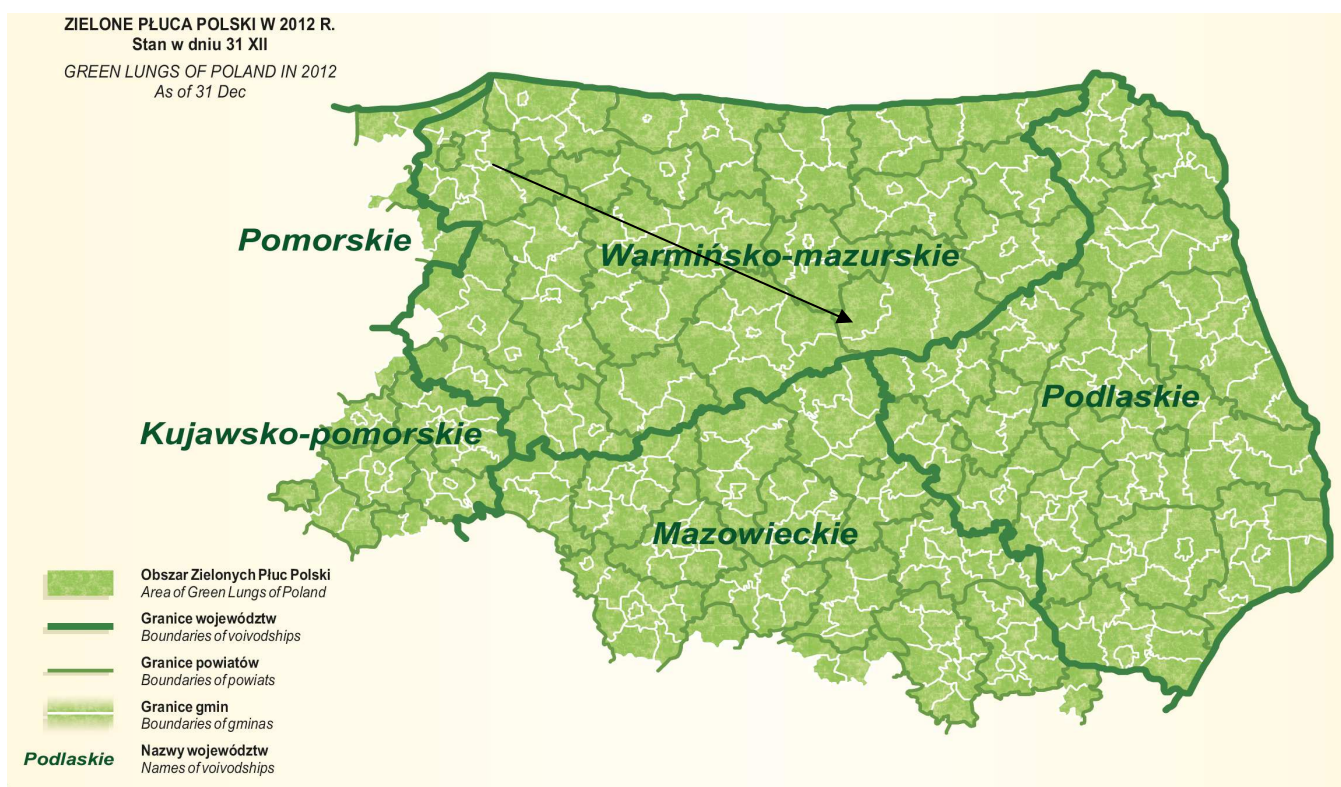 ZIELONE PŁUCA POLSKI W 2012 R.
Stan w dniu 31 XII
GREEN LUNGS OF POLAND IN 2012
As of 31 Dec
Pomorskie
Warmińsko-mazurskie
Podlaskie
Kujawsko-pomorskie
Mazowieckie
Obszar Zielonych Płuc Polski
Area of Green Lungs of Poland
Granice województw
Boundaries of voivodships
Granice powiatów
Boundaries of powiats
Granice gmin
Boundaries of gminas
Podlaskie
Nazwy województw
Names of voivodships